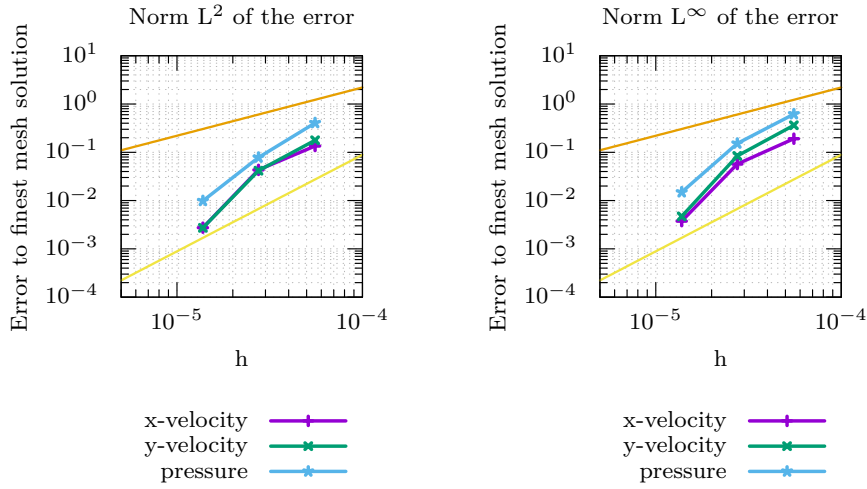 Norm L² of the error
Error to finest mesh solution
10¹
10⁰
10⁻¹
10⁻²
10⁻³
10⁻⁴
10⁻⁵
10⁻⁴
h
x-velocity
y-velocity
pressure
Norm L^∞ of the error
Error to finest mesh solution
10¹
10⁰
10⁻¹
10⁻²
10⁻³
10⁻⁴
10⁻⁵
10⁻⁴
h
x-velocity
y-velocity
pressure